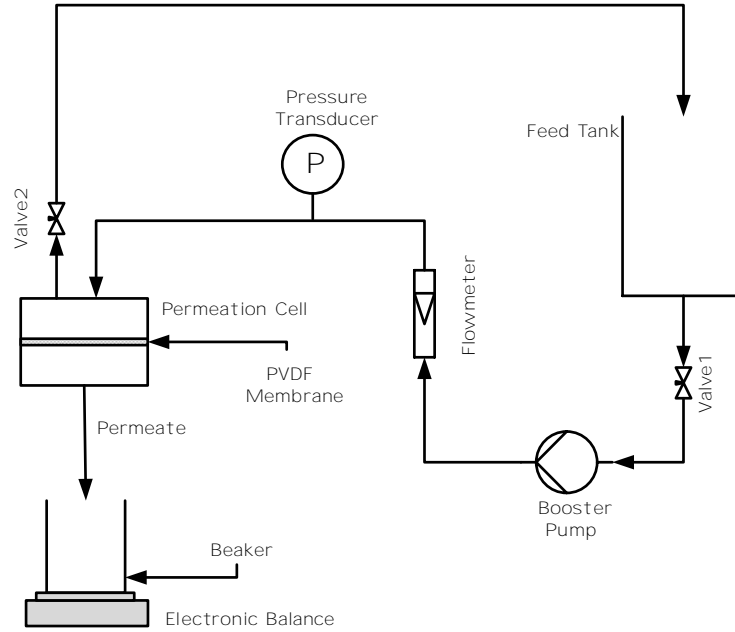 Pressure
Transducer
P
Feed Tank
Valve2
Permeation Cell
Flowmeter
PVDF
Membrane
Valve1
Permeate
Booster
Pump
Beaker
Electronic Balance